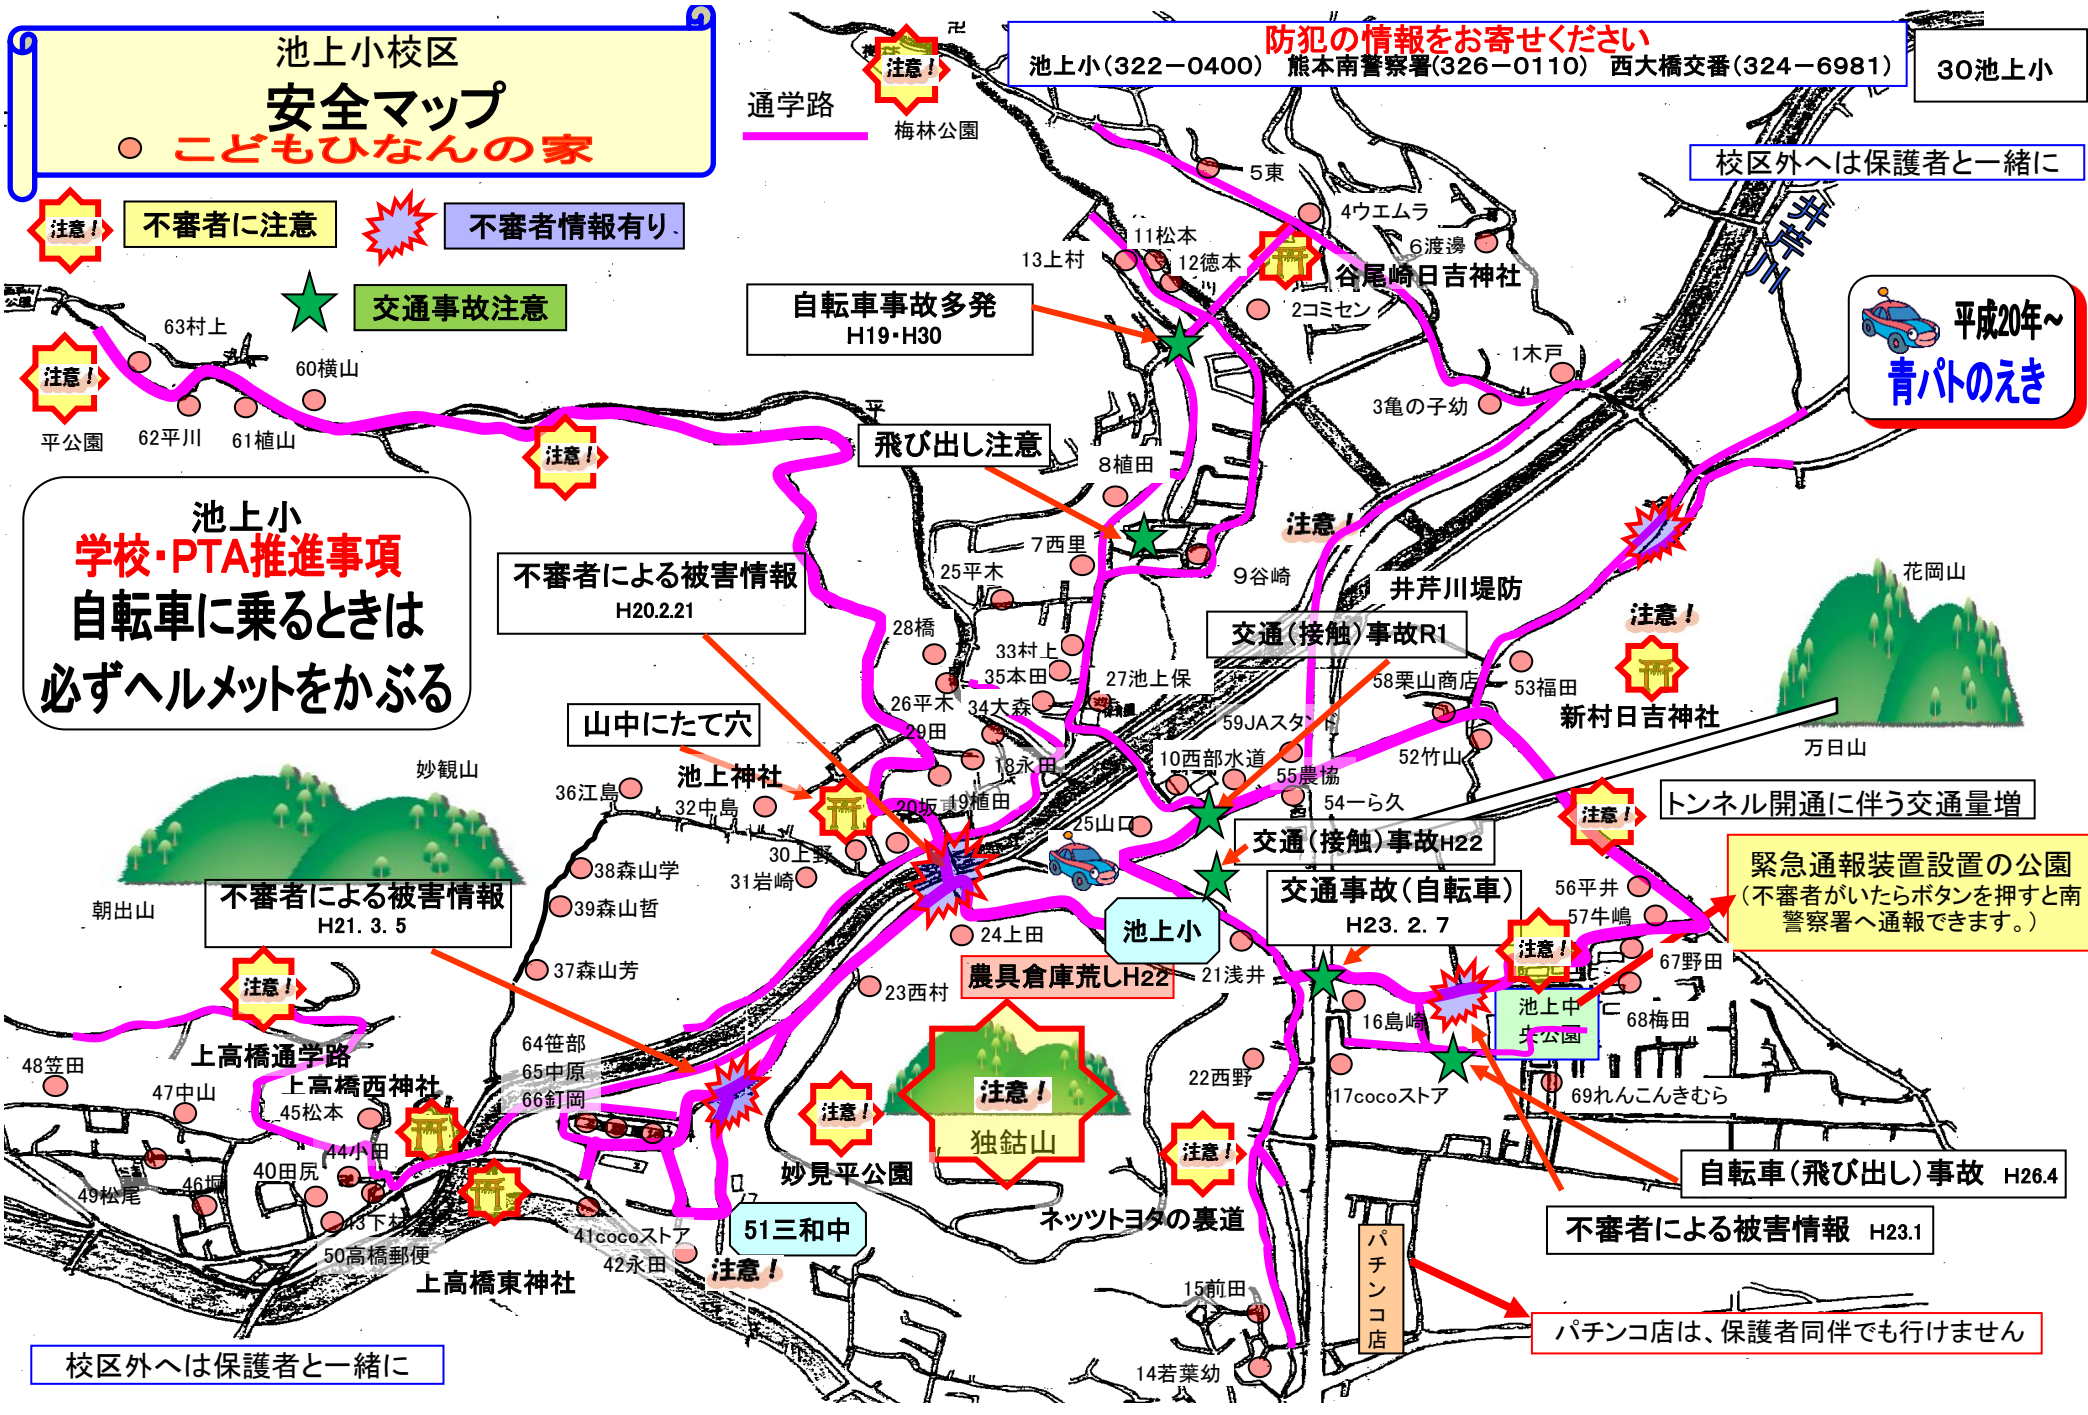 池上小校区
安全マップ
こどもひなんの家
注意！
不審者に注意
不審者情報有り
交通事故注意
通学路
注意！
梅林公園
防犯の情報をお寄せください
池上小(322－0400)　熊本南警察署(326－0110)　西大橋交番(324－6981)
30池上小
校区外へは保護者と一緒に
井芹川
平成20年～
青パトのえき
5東
4ウエムラ
6渡邊
11松本
13上村
12徳本
谷尾崎日吉神社
2コミセン
自転車事故多発
H19・H30
1木戸
3亀の子幼
63村上
60横山
注意！
平公園
62平川
61植山
注意！
飛び出し注意
8植田
池上小
学校・PTA推進事項
自転車に乗るときは
必ずヘルメットをかぶる
不審者による被害情報
H20.2.21
7西里
25平木
9谷崎
注意！
井芹川堤防
花岡山
注意！
交通（接触）事故R1
28橋
33村上
35本田
27池上保
26平木
34大森
58栗山商店
53福田
新村日吉神社
59JAスタンド
29田
18永田
10西部水道
55農協
52竹山
万日山
山中にたて穴
池上神社
妙観山
36江島
32中島
20坂
19植田
54一ら久
25山口
注意！
トンネル開通に伴う交通量増
交通（接触）事故H22
30上野
31岩崎
38森山学
39森山哲
37森山芳
朝出山
不審者による被害情報
H21. 3. 5
交通事故（自転車）
H23. 2. 7
緊急通報装置設置の公園
（不審者がいたらボタンを押すと南
警察署へ通報できます。）
56平井
57牛嶋
注意！
池上小
24上田
農具倉庫荒しH22
21浅井
23西村
67野田
68梅田
池上中
央公園
16島崎
注意！
上高橋通学路
上高橋西神社
48笠田
47中山
45松本
64笹部
65中原
66釘岡
注意！
独鈷山
注意！
妙見平公園
22西野
17cocoストア
69れんこんきむら
注意！
ネッツトヨタの裏道
44小田
40田尻
46堀
49松尾
43下村
50高橋郵便
41cocoストア
42永田
51三和中
注意！
上高橋東神社
自転車（飛び出し）事故　H26.4
不審者による被害情報　H23.1
パチンコ店
パチンコ店は、保護者同伴でも行けません
15前田
14若葉幼
校区外へは保護者と一緒に